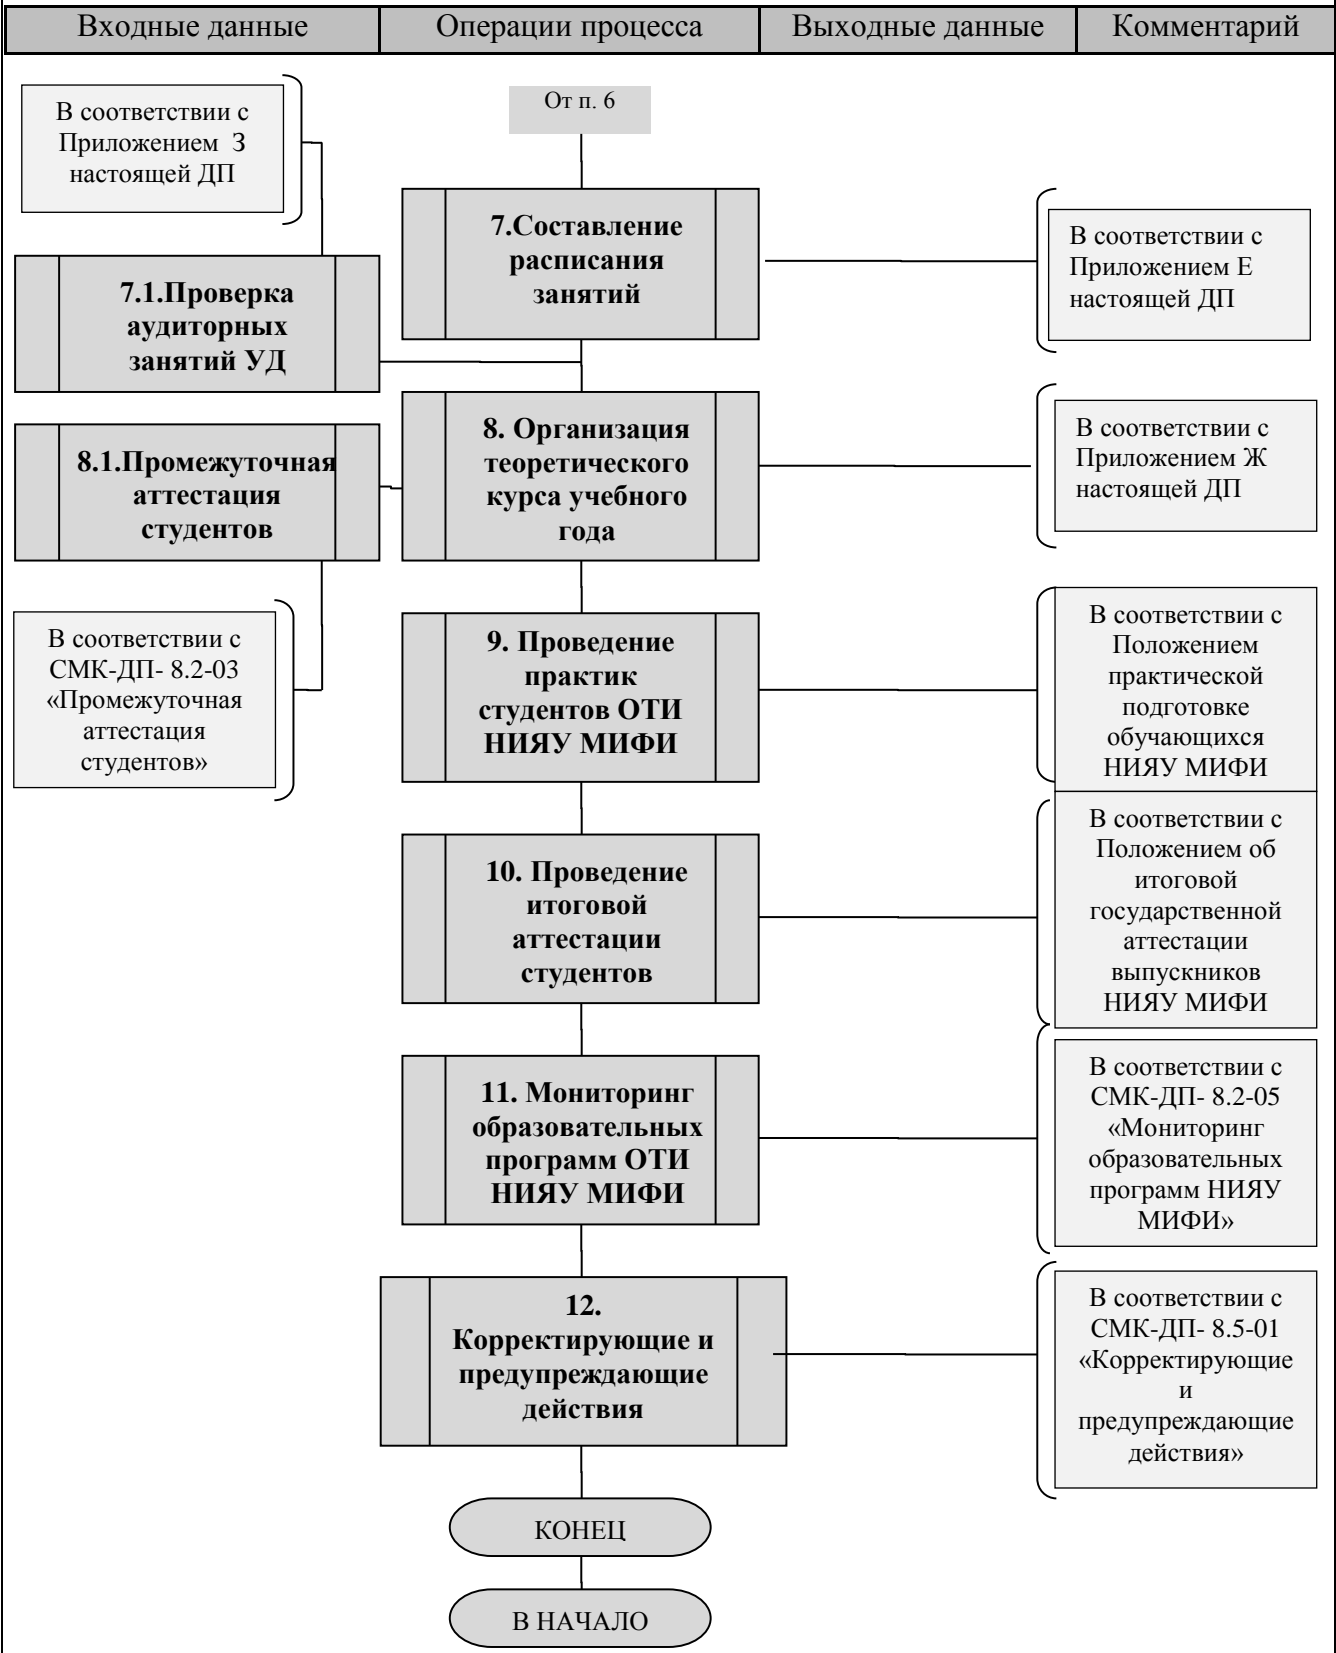 Входные данные
Операции процесса
Выходные данные
Комментарий
От п. 6
В соответствии с
Приложением З
настоящей ДП
7.Составление
расписания
занятий
В соответствии с
Приложением Е
настоящей ДП
7.1.Проверка
аудиторных
занятий УД
8. Организация
теоретического
курса учебного
года
В соответствии с
Приложением Ж
настоящей ДП
8.1.Промежуточная
аттестация
студентов
В соответствии с
СМК-ДП- 8.2-03
«Промежуточная
аттестация
студентов»
9. Проведение
практик
студентов ОТИ
НИЯУ МИФИ
В соответствии с
Положением
практической
подготовке
обучающихся
НИЯУ МИФИ
10. Проведение
итоговой
аттестации
студентов
В соответствии с
Положением об
итоговой
государственной
аттестации
выпускников
НИЯУ МИФИ
11. Мониторинг
образовательных
программ ОТИ
НИЯУ МИФИ
В соответствии с
СМК-ДП- 8.2-05
«Мониторинг
образовательных
программ НИЯУ
МИФИ»
12.
Корректирующие и
предупреждающие
действия
В соответствии с
СМК-ДП- 8.5-01
«Корректирующие
и
предупреждающие
действия»
КОНЕЦ
В НАЧАЛО